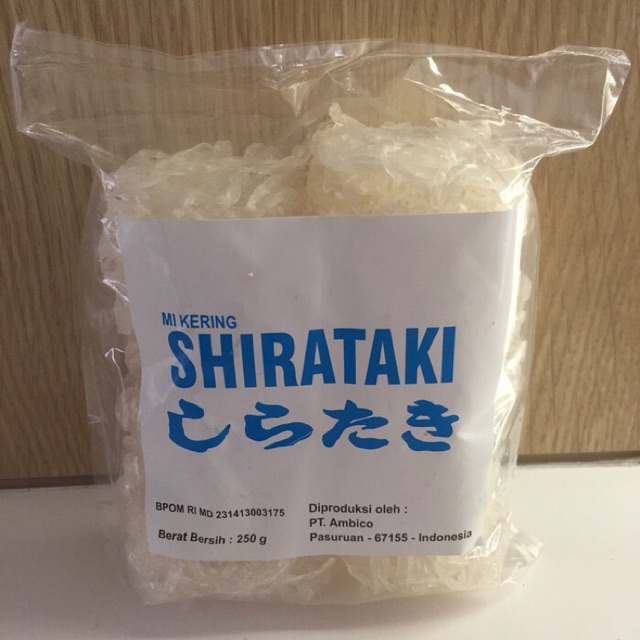 MI KERING
SHIRATAKI
しらたき
BPOM RI MD 231413003175
Berat Bersih : 250 g
Diproduksi oleh :
PT. Ambico
Pasuruan - 67155 - Indonesia